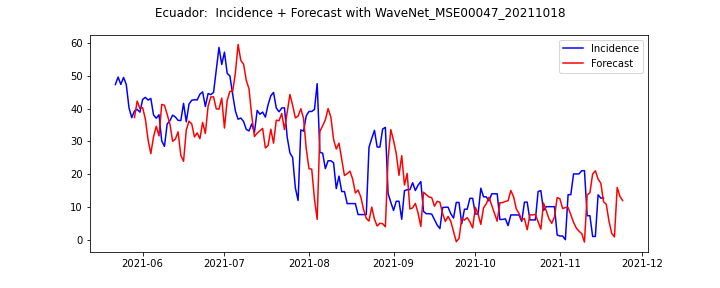 Ecuador:  Incidence + Forecast with WaveNet_MSE00047_20211018
Incidence
Forecast
60
50
40
30
20
10
0
2021-06 2021-07 2021-08 2021-09 2021-10 2021-11 2021-12